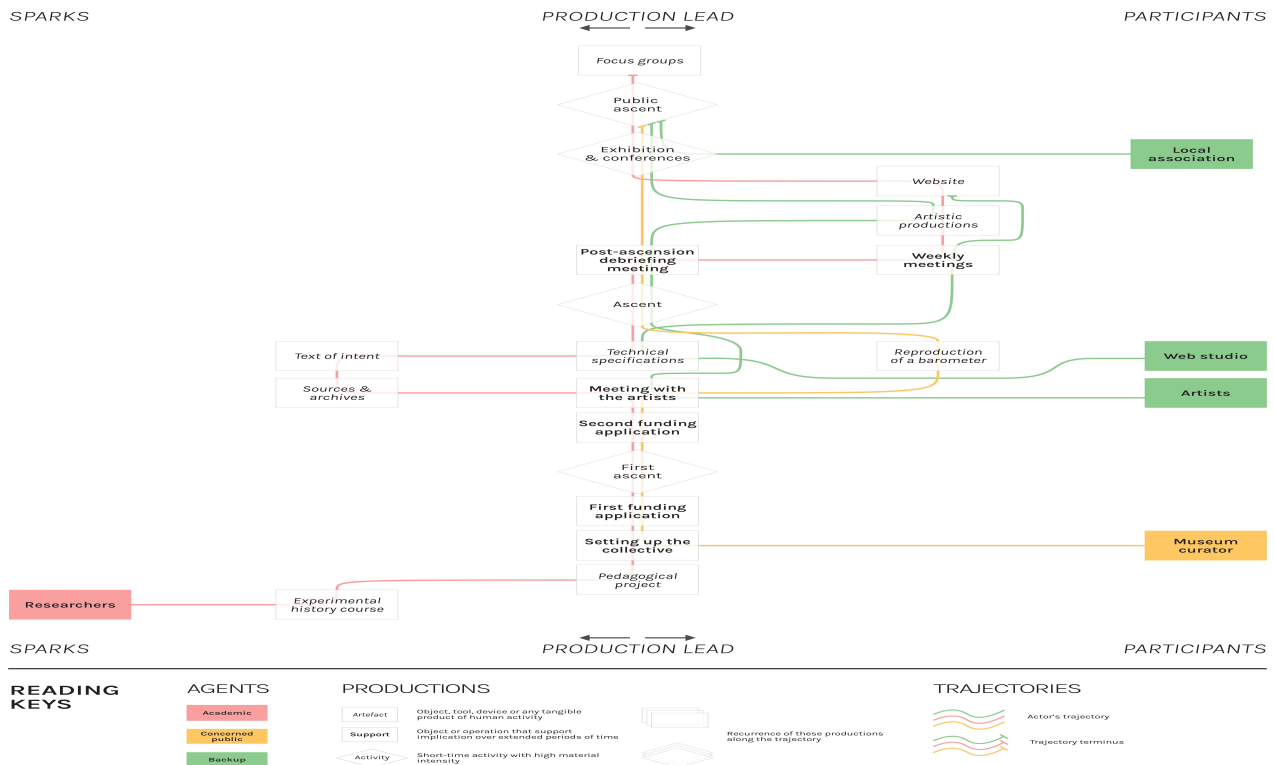 SPARKS
PRODUCTION LEAD
PARTICIPANTS
Focus groups
Public
ascent
Exhibition
& conferences
Local
association
Website
Artistic
productions
Post-ascension
debriefing
meeting
Weekly
meetings
Ascent
Text of intent
Technical
specifications
Reproduction
of a barometer
Web studio
Sources &
archives
Meeting with
the artists
Artists
Second funding
application
First
ascent
First funding
application
Setting up the
collective
Museum
curator
Pedagogical
project
Researchers
Experimental
history course
SPARKS
PRODUCTION LEAD
PARTICIPANTS
READING
KEYS
AGENTS
Academic
Concerned
public
Backup
PRODUCTIONS
Artefact
Object, tool, device or any tangible
product of human activity
Support
Object or operation that support
implication over extended periods of time
Activity
Short-time activity with high material
intensity
Recurrence of these productions
along the trajectory
TRAJECTORIES
Actor's trajectory
Trajectory terminus